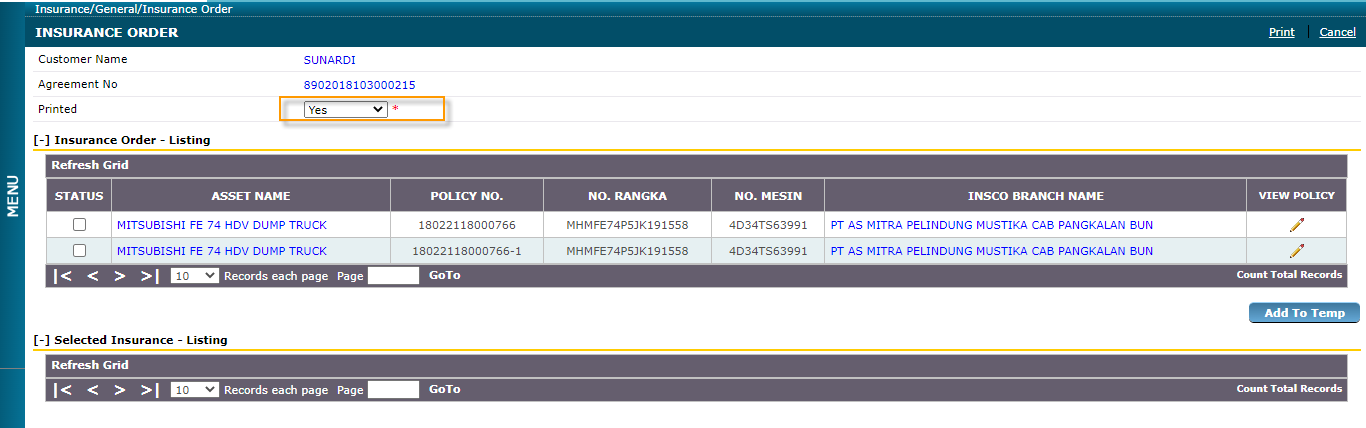 Insurance/General/Insurance Order
INSURANCE ORDER Print Cancel
Customer Name SUNARDI
Agreement No 8902018103000215
Printed Yes *
[-] Insurance Order - Listing
Refresh Grid
STATUS ASSET NAME POLICY NO. NO. RANGKA NO. MESIN INSCO BRANCH NAME VIEW POLICY
MITSUBISHI FE 74 HDV DUMP TRUCK 18022118000766 MHMFE74P5JK191558 4D34TS63991 PT AS MITRA PELINDUNG MUSTIKA CAB PANGKALAN BUN
MITSUBISHI FE 74 HDV DUMP TRUCK 18022118000766-1 MHMFE74P5JK191558 4D34TS63991 PT AS MITRA PELINDUNG MUSTIKA CAB PANGKALAN BUN
|< < > >| 10 Records each page Page GoTo Count Total Records
Add To Temp
[-] Selected Insurance - Listing
Refresh Grid
|< < > >| 10 Records each page Page GoTo Count Total Records
MENU